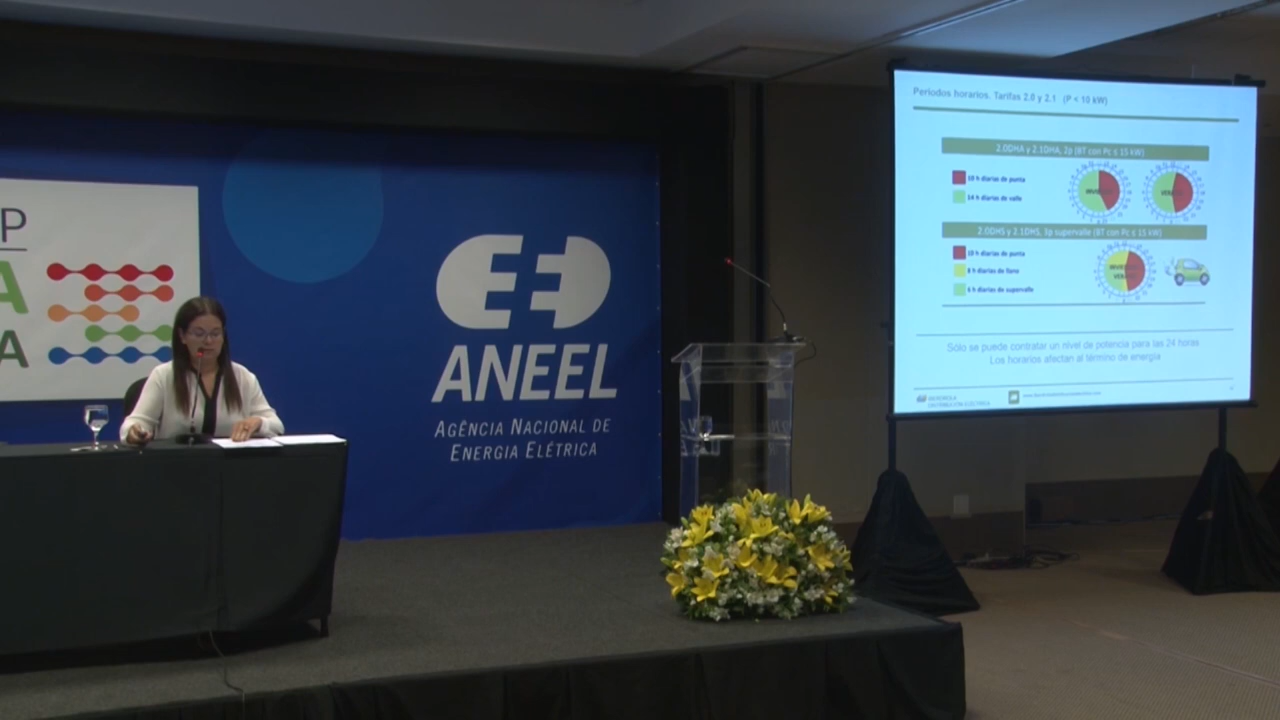 P
A
A
ANEEL
AGÊNCIA NACIONAL DE
ENERGIA ELÉTRICA
Periodos horarios. Tarifas 2.0 y 2.1 (P < 10 kW)
2.0DHA y 2.1DHA, 2p (BT con Pc ≤ 15 kW)
10 h diarias de punta
14 h diarias de valle
2.0DHS y 2.1DHS, 3p supervalle (BT con Pc ≤ 15 kW)
10 h diarias de punta
8 h diarias de llano
6 h diarias de supervalle
Sólo se puede contratar un nivel de potencia para las 24 horas
Los horarios afectan al término de energía
IBERDROLA
DISTRIBUCIÓN ELÉCTRICA